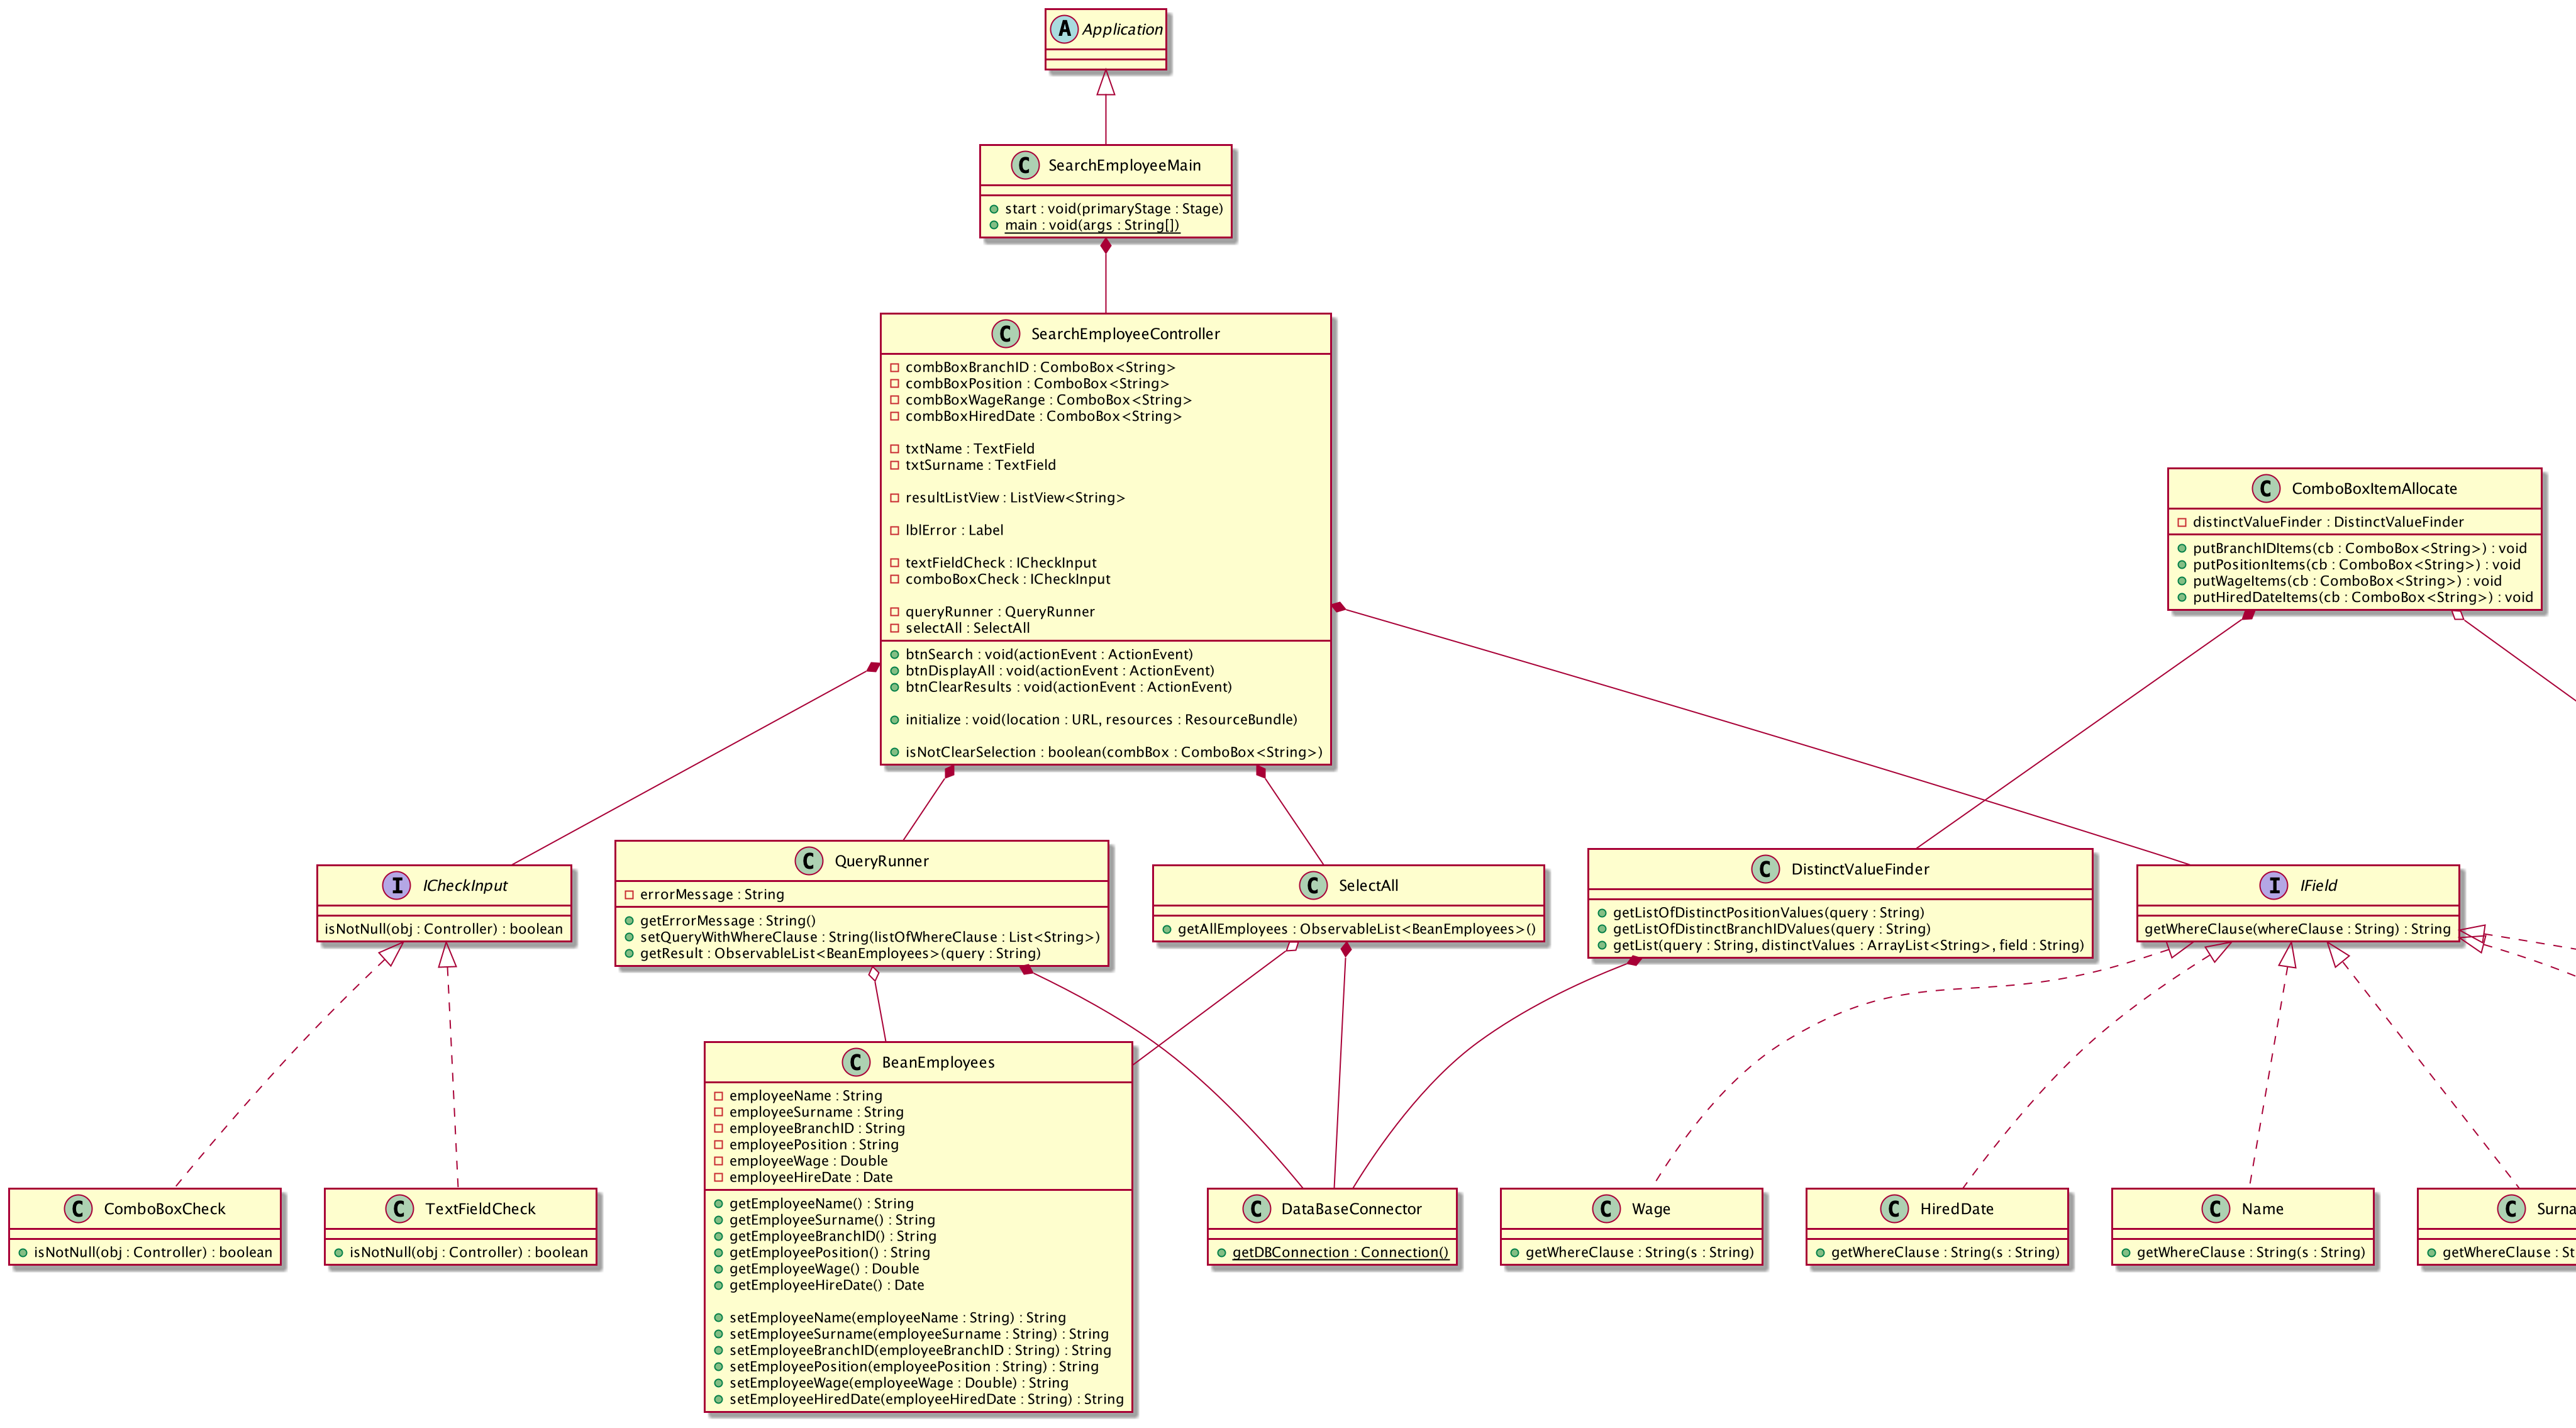 A Application
C SearchEmployeeMain
start : void(primaryStage : Stage)
main : void(args : String[])
C SearchEmployeeController
combBoxBranchID : ComboBox<String>
combBoxPosition : ComboBox<String>
combBoxWageRange : ComboBox<String>
combBoxHiredDate : ComboBox<String>
txtName : TextField
txtSurname : TextField
resultListView : ListView<String>
lblError : Label
textFieldCheck : ICheckInput
comboBoxCheck : ICheckInput
queryRunner : QueryRunner
selectAll : SelectAll
btnSearch : void(actionEvent : ActionEvent)
btnDisplayAll : void(actionEvent : ActionEvent)
btnClearResults : void(actionEvent : ActionEvent)
initialize : void(location : URL, resources : ResourceBundle)
isNotClearSelection : boolean(combBox : ComboBox<String>)
C ComboBoxItemAllocate
distinctValueFinder : DistinctValueFinder
putBranchIDItems(cb : ComboBox<String>) : void
putPositionItems(cb : ComboBox<String>) : void
putWageItems(cb : ComboBox<String>) : void
putHiredDateItems(cb : ComboBox<String>) : void
I ICheckInput
isNotNull(obj : Controller) : boolean
C QueryRunner
errorMessage : String
getErrorMessage : String()
setQueryWithWhereClause : String(listOfWhereClause : List<String>)
getResult : ObservableList<BeanEmployees>(query : String)
C SelectAll
getAllEmployees : ObservableList<BeanEmployees>()
C DistinctValueFinder
getListOfDistinctPositionValues(query : String)
getListOfDistinctBranchIDValues(query : String)
getList(query : String, distinctValues : ArrayList<String>, field : String)
I IField
getWhereClause(whereClause : String) : String
C ComboBoxCheck
isNotNull(obj : Controller) : boolean
C TextFieldCheck
isNotNull(obj : Controller) : boolean
C BeanEmployees
employeeName : String
employeeSurname : String
employeeBranchID : String
employeePosition : String
employeeWage : Double
employeeHireDate : Date
getEmployeeName() : String
getEmployeeSurname() : String
getEmployeeBranchID() : String
getEmployeePosition() : String
getEmployeeWage() : Double
getEmployeeHireDate() : Date
setEmployeeName(employeeName : String) : String
setEmployeeSurname(employeeSurname : String) : String
setEmployeeBranchID(employeeBranchID : String) : String
setEmployeePosition(employeePosition : String) : String
setEmployeeWage(employeeWage : Double) : String
setEmployeeHiredDate(employeeHiredDate : String) : String
C DataBaseConnector
getDBConnection : Connection()
C Wage
getWhereClause : String(s : String)
C HiredDate
getWhereClause : String(s : String)
C Name
getWhereClause : String(s : String)
C
getWhereClause :